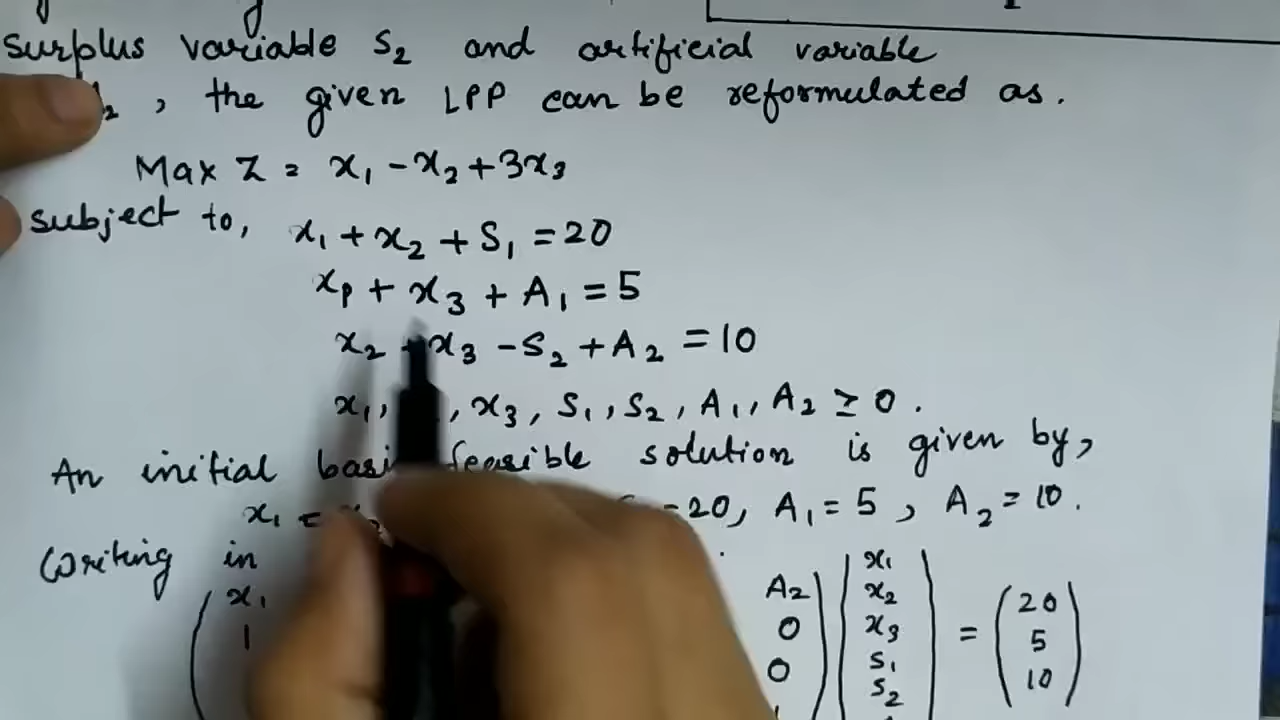 surplus variable S₂ and artificial variable
, the given LPP can be reformulated as.
Max Z = x₁ - x₂ + 3x₃
subject to, x₁ + x₂ + S₁ = 20
x₁ + x₃ + A₁ = 5
x₂ + x₃ - S₂ + A₂ = 10
x₁, , x₃, S₁, S₂, A₁, A₂ ≥ 0.
An initial feasible solution is given by,
x₁ = 20, A₁ = 5, A₂ = 10.
Writing in
x₁ A₂ x₁
1 0 x₂ 20
0 x₃ = 5
S₁ 10
S₂